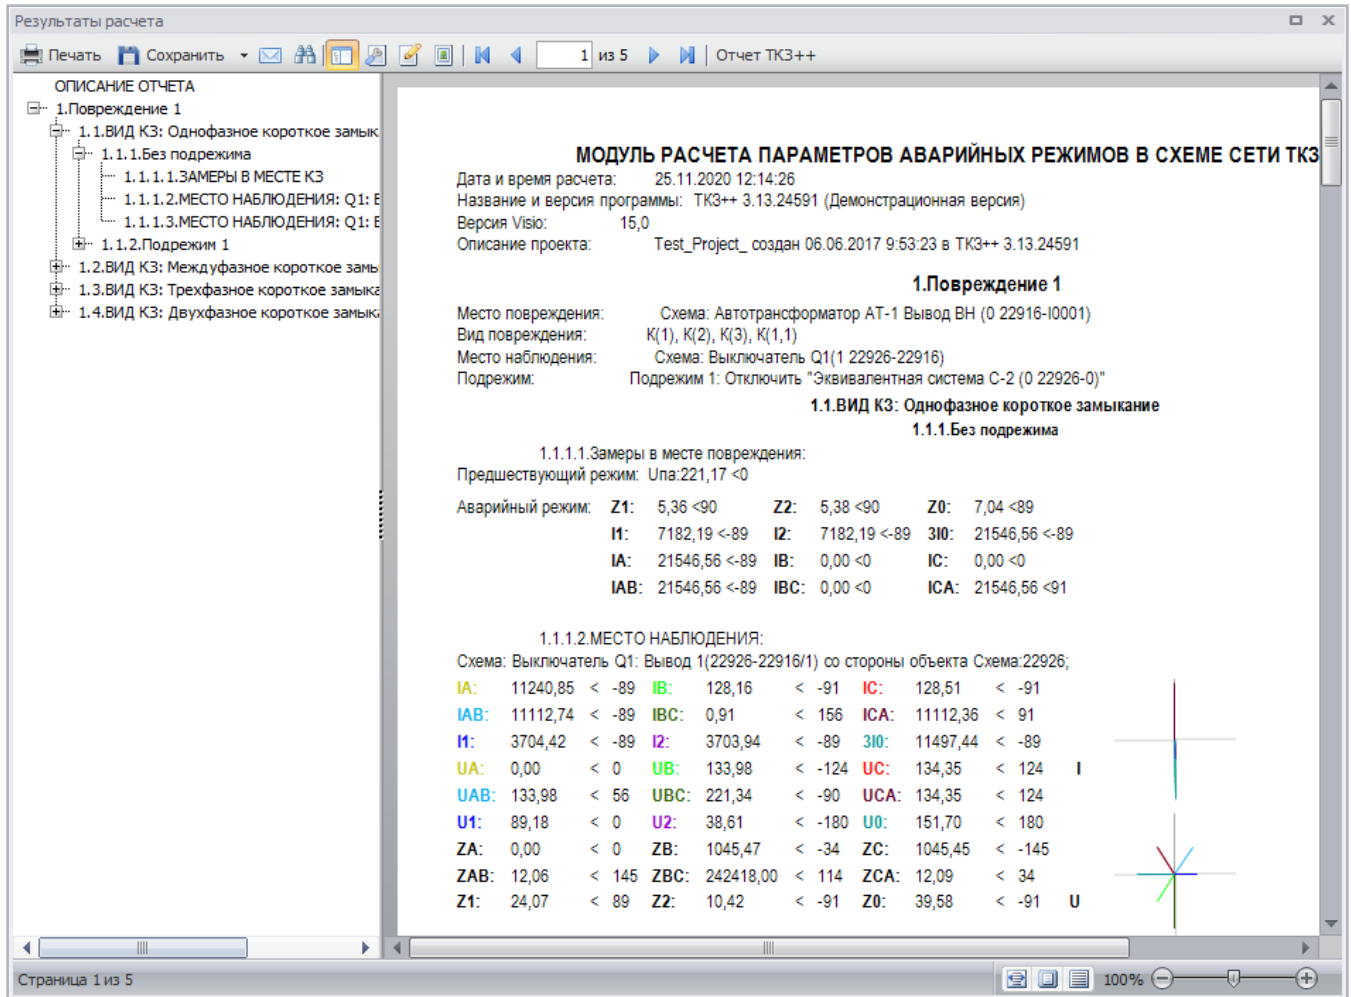 Результаты расчета
Печать Сохранить 1 из 5 Отчет ТКЗ++
ОПИСАНИЕ ОТЧЕТА
1.Повреждение 1
1.1.ВИД КЗ: Однофазное короткое замык
1.1.1.Без подрежима
1.1.1.1.ЗАМЕРЫ В МЕСТЕ КЗ
1.1.1.2.МЕСТО НАБЛЮДЕНИЯ: Q1: В
1.1.1.3.МЕСТО НАБЛЮДЕНИЯ: Q1: В
1.1.2.Подрежим 1
1.2.ВИД КЗ: Междуфазное короткое замы
1.3.ВИД КЗ: Трехфазное короткое замыка
1.4.ВИД КЗ: Двухфазное короткое замык
МОДУЛЬ РАСЧЕТА ПАРАМЕТРОВ АВАРИЙНЫХ РЕЖИМОВ В СХЕМЕ СЕТИ ТКЗ
Дата и время расчета: 25.11.2020 12:14:26
Название и версия программы: ТКЗ++ 3.13.24591 (Демонстрационная версия)
Версия Visio: 15,0
Описание проекта: Test_Project_ создан 06.06.2017 9:53:23 в ТКЗ++ 3.13.24591
1.Повреждение 1
Место повреждения: Схема: Автотрансформатор АТ-1 Вывод ВН (0 22916-I0001)
Вид повреждения: К(1), К(2), К(3), К(1,1)
Место наблюдения: Схема: Выключатель Q1(1 22926-22916)
Подрежим: Подрежим 1: Отключить "Эквивалентная система С-2 (0 22926-0)"
1.1.ВИД КЗ: Однофазное короткое замыкание
1.1.1.Без подрежима
1.1.1.1.Замеры в месте повреждения:
Предшествующий режим: Uпа:221,17 <0
Аварийный режим: Z1: 5,36 <90 Z2: 5,38 <90 Z0: 7,04 <89
I1: 7182,19 <-89 I2: 7182,19 <-89 3I0: 21546,56 <-89
IA: 21546,56 <-89 IB: 0,00 <0 IC: 0,00 <0
IAB: 21546,56 <-89 IBC: 0,00 <0 ICA: 21546,56 <91
1.1.1.2.МЕСТО НАБЛЮДЕНИЯ:
Схема: Выключатель Q1: Вывод 1(22926-22916/1) со стороны объекта Схема:22926;
IA: 11240,85 < -89 IB: 128,16 < -91 IC: 128,51 < -91
IAB: 11112,74 < -89 IBC: 0,91 < 156 ICA: 11112,36 < 91
I1: 3704,42 < -89 I2: 3703,94 < -89 3I0: 11497,44 < -89
UA: 0,00 < 0 UB: 133,98 < -124 UC: 134,35 < 124 I
UAB: 133,98 < 56 UBC: 221,34 < -90 UCA: 134,35 < 124
U1: 89,18 < 0 U2: 38,61 < -180 U0: 151,70 < 180
ZA: 0,00 < 0 ZB: 1045,47 < -34 ZC: 1045,45 < -145
ZAB: 12,06 < 145 ZBC: 242418,00 < 114 ZCA: 12,09 < 34
Z1: 24,07 < 89 Z2: 10,42 < -91 Z0: 39,58 < -91 U
Страница 1 из 5 100%